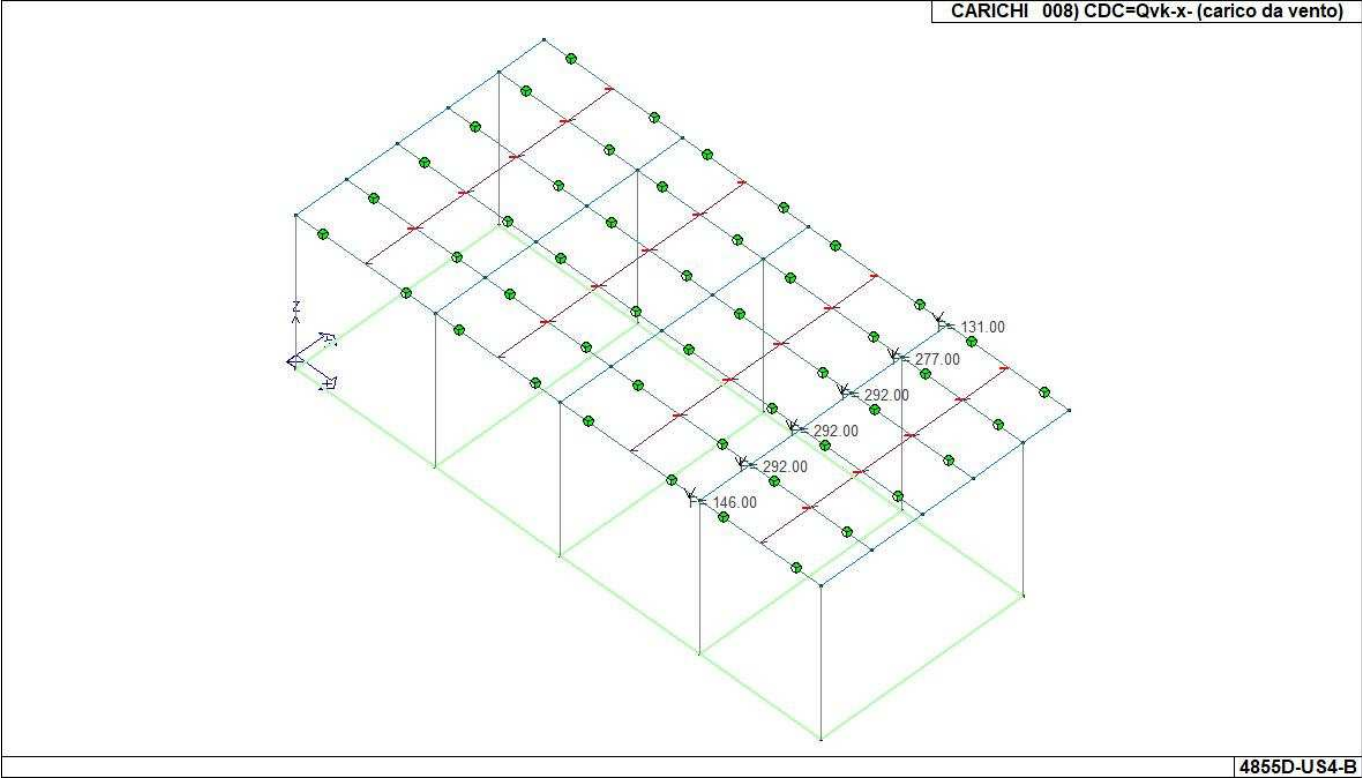 CARICHI 008) CDC=Qvk-x- (carico da vento)
F= 131.00
F= 277.00
F= 292.00
F= 292.00
F= 292.00
F= 146.00
Z
4855D-US4-B